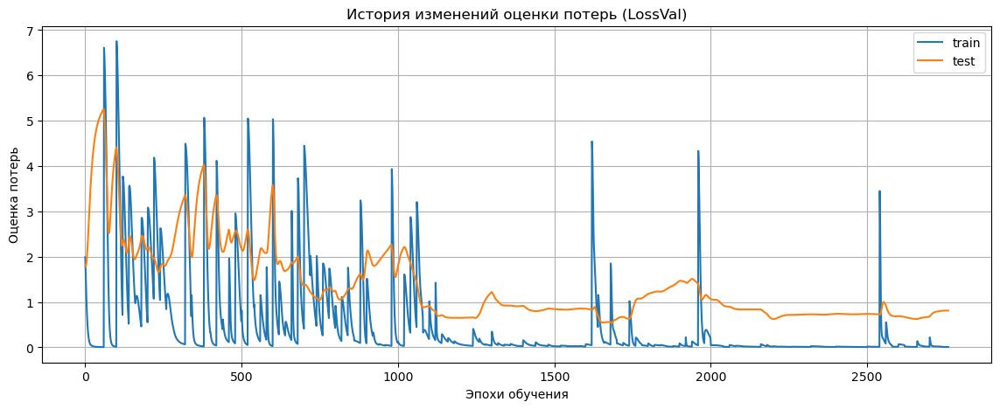 История изменений оценки потерь (LossVal)
train
test
Оценка потерь
7
6
5
4
3
2
1
0
0
500
1000
1500
2000
2500
Эпохи обучения